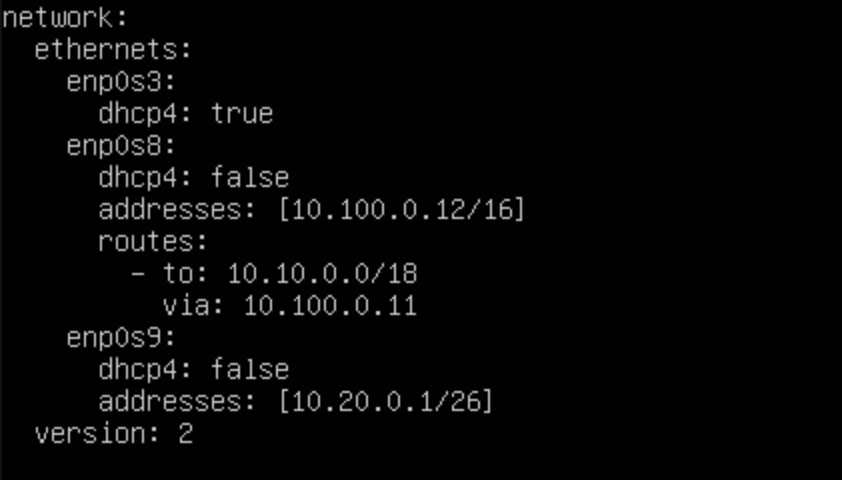 network:
  ethernets:
    enp0s3:
      dhcp4: true
    enp0s8:
      dhcp4: false
      addresses: [10.100.0.12/16]
      routes:
        - to: 10.10.0.0/18
          via: 10.100.0.11
    enp0s9:
      dhcp4: false
      addresses: [10.20.0.1/26]
  version: 2